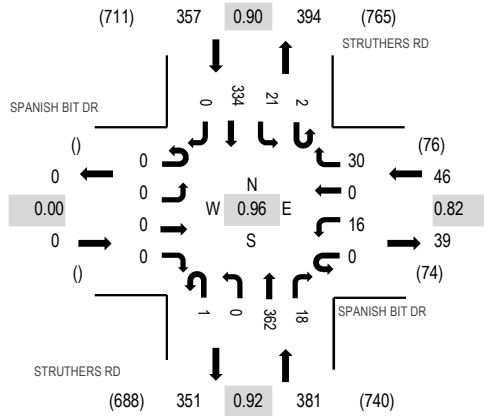 (711) 357 0.90 394 (765)
STRUTHERS RD
SPANISH BIT DR
0 334 21 2
()
0
0.00
0
()
0
0
0
0
N
W 0.96 E
S
30
0
16
0
(76)
46
0.82
39
(74)
1 0 362 18
SPANISH BIT DR
STRUTHERS RD
(688) 351 0.92 381 (740)